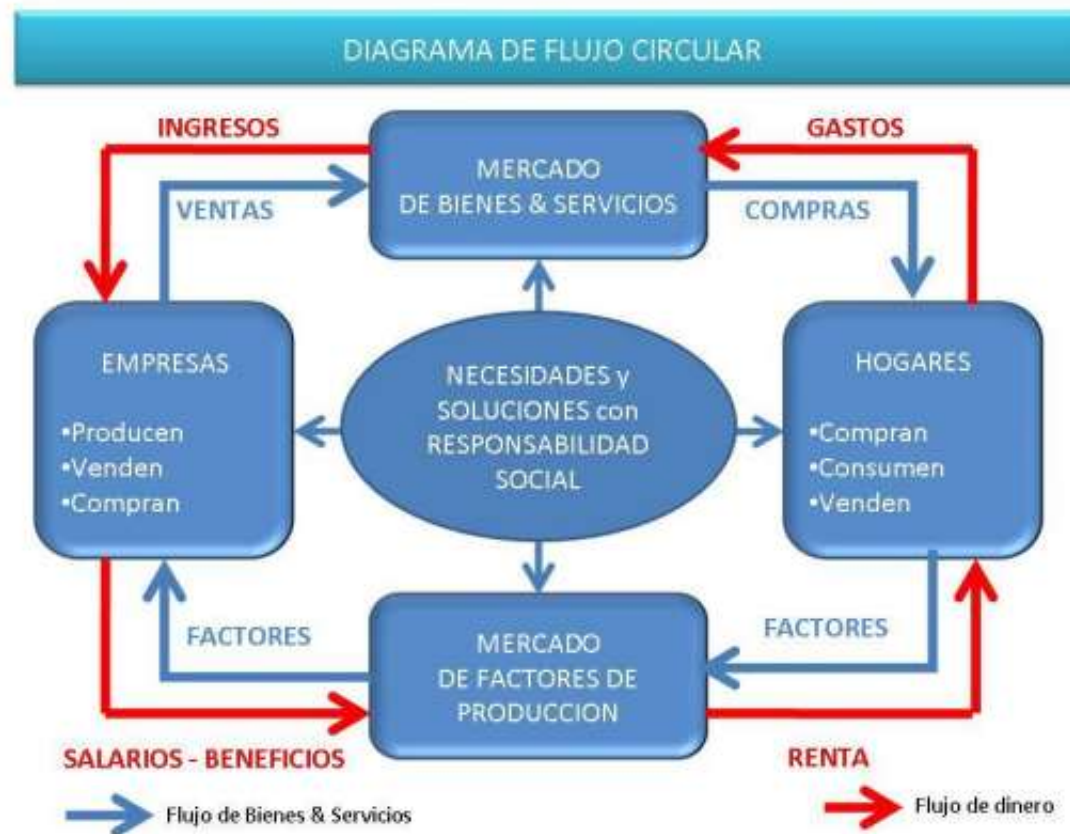 DIAGRAMA DE FLUJO CIRCULAR
INGRESOS
GASTOS
MERCADO
DE BIENES & SERVICIOS
VENTAS
COMPRAS
EMPRESAS
•Producen
•Venden
•Compran
NECESIDADES y
SOLUCIONES con
RESPONSABILIDAD
SOCIAL
HOGARES
•Compran
•Consumen
•Venden
FACTORES
MERCADO
DE FACTORES DE
PRODUCCION
FACTORES
SALARIOS - BENEFICIOS
RENTA
Flujo de Bienes & Servicios
Flujo de dinero